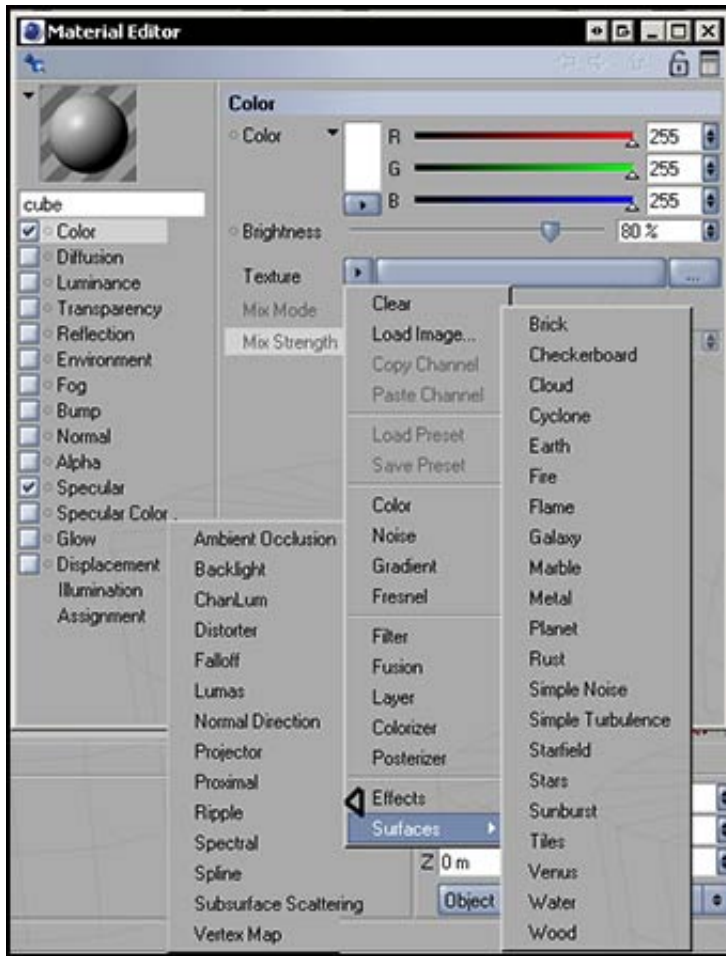 Material Editor
Color
Color
R 255
G 255
B 255
cube
Color
Diffusion
Luminance
Transparency
Reflection
Environment
Fog
Bump
Normal
Alpha
Specular
Specular Color .
Glow
Displacement
Illumination
Assignment
Brightness 80 %
Texture ...
Mix Mode
Mix Strength
Clear
Load Image...
Copy Channel
Paste Channel
Load Preset
Save Preset
Color
Noise
Gradient
Fresnel
Filter
Fusion
Layer
Colorizer
Posterizer
Effects
Surfaces
Ambient Occlusion
Backlight
ChanLum
Distorter
Falloff
Lumas
Normal Direction
Projector
Proximal
Ripple
Spectral
Spline
Subsurface Scattering
Vertex Map
Brick
Checkerboard
Cloud
Cyclone
Earth
Fire
Flame
Galaxy
Marble
Metal
Planet
Rust
Simple Noise
Simple Turbulence
Starfield
Stars
Sunburst
Tiles
Venus
Water
Wood
Z 0 m
Object